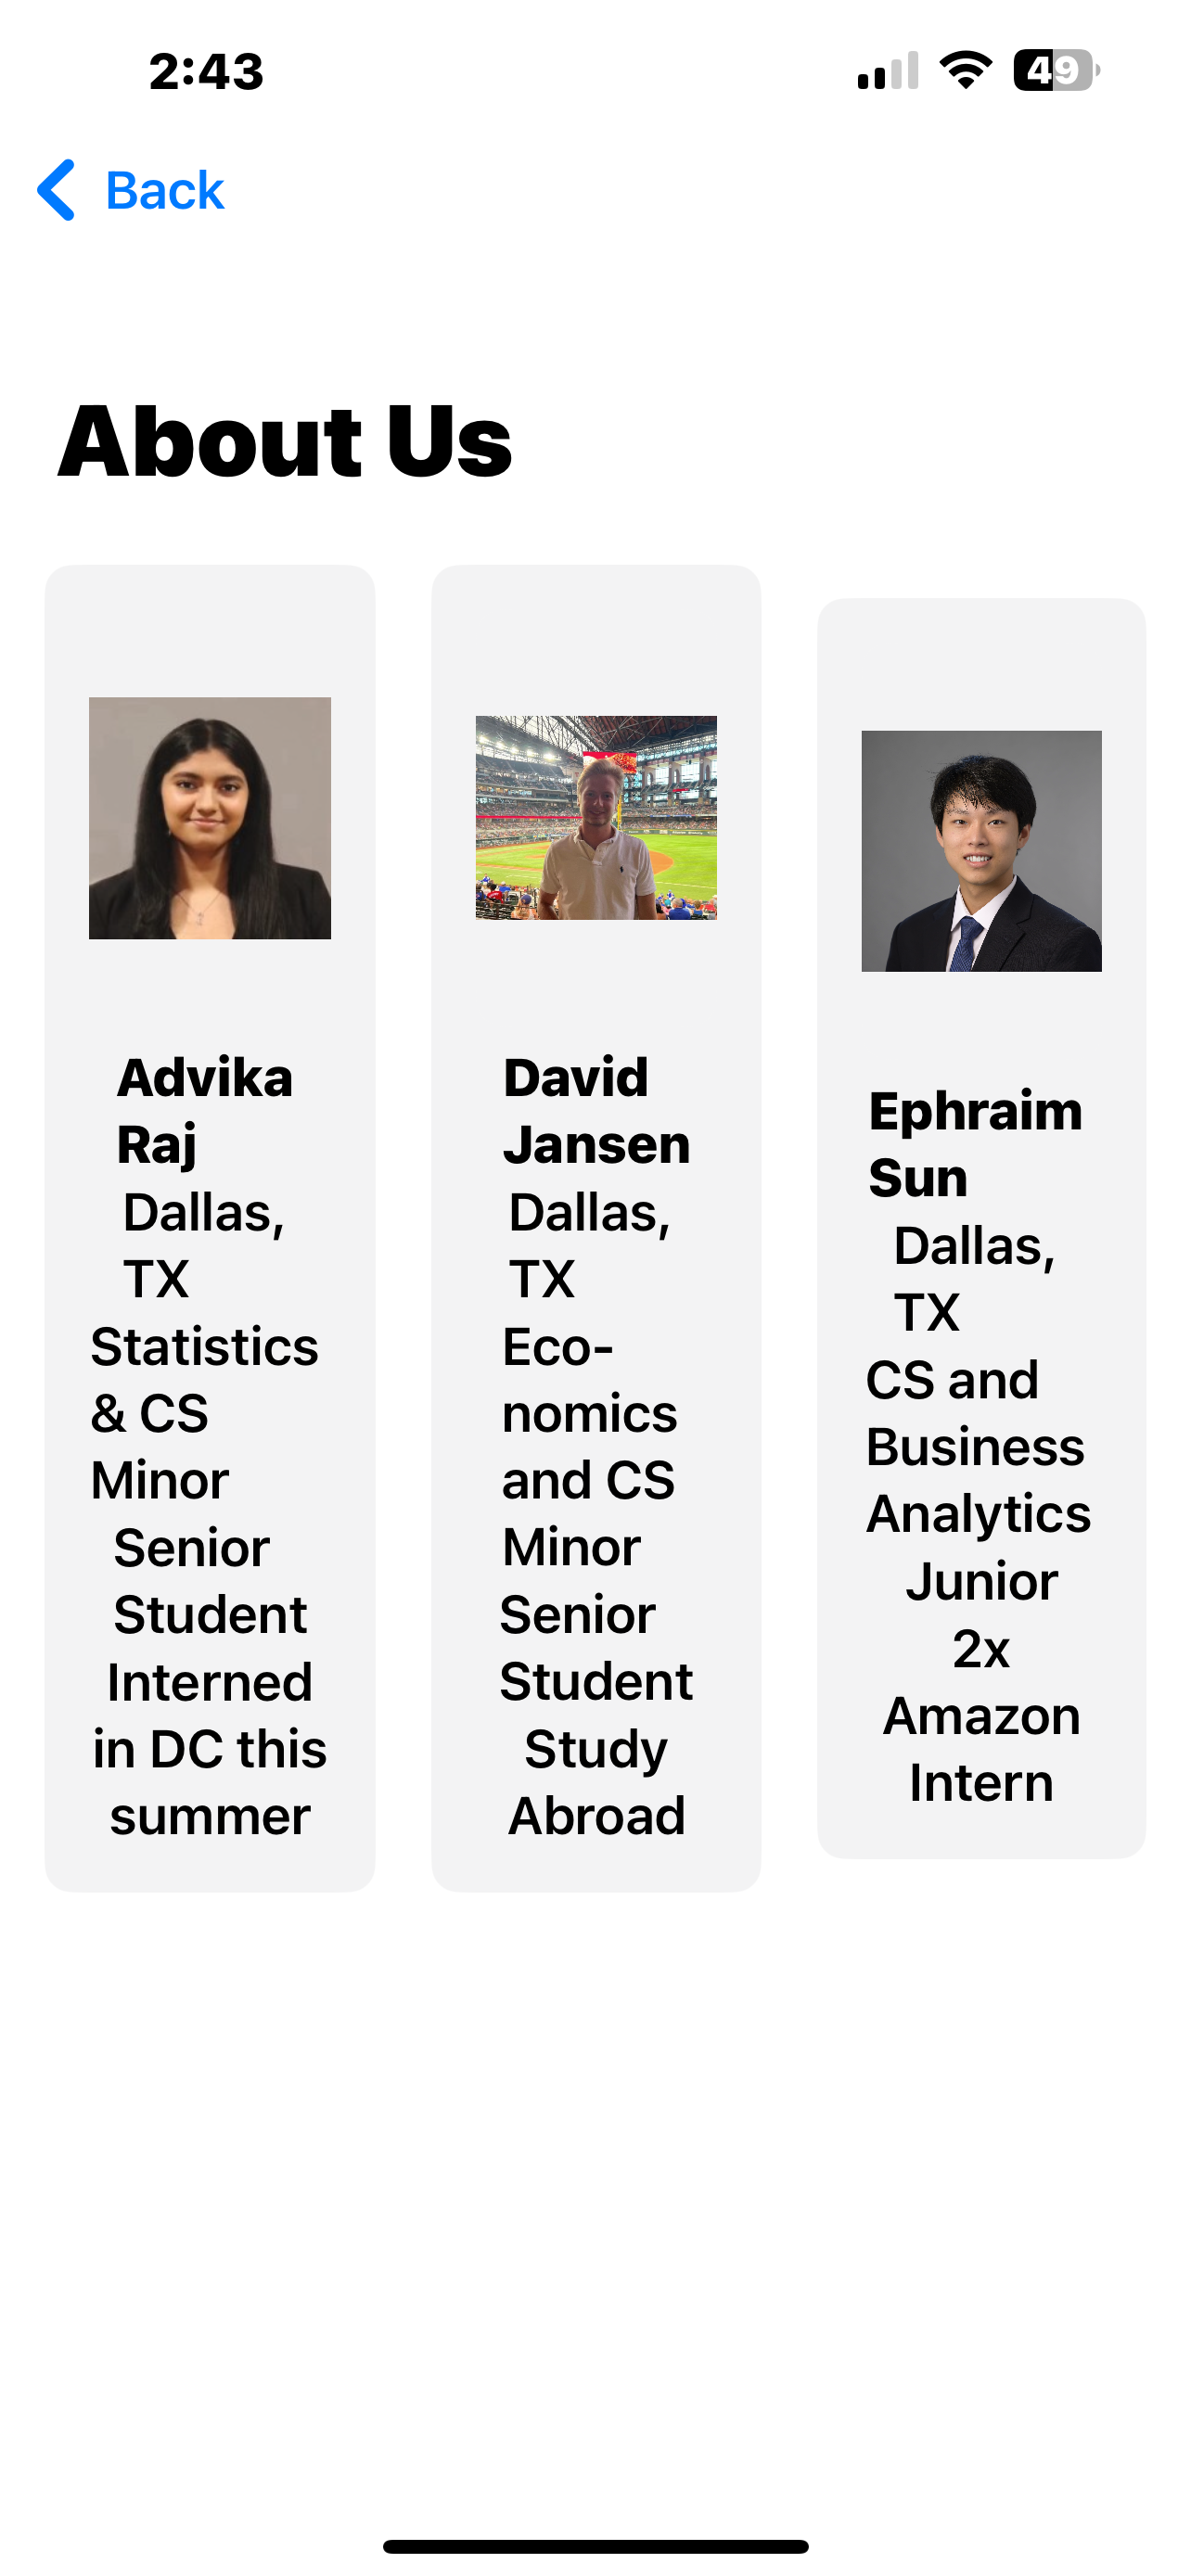 2:43
49
Back
About Us
Advika
Raj
Dallas,
TX
Statistics
& CS
Minor
Senior
Student
Interned
in DC this
summer
David
Jansen
Dallas,
TX
Eco-
nomics
and CS
Minor
Senior
Student
Study
Abroad
Ephraim
Sun
Dallas,
TX
CS and
Business
Analytics
Junior
2x
Amazon
Intern